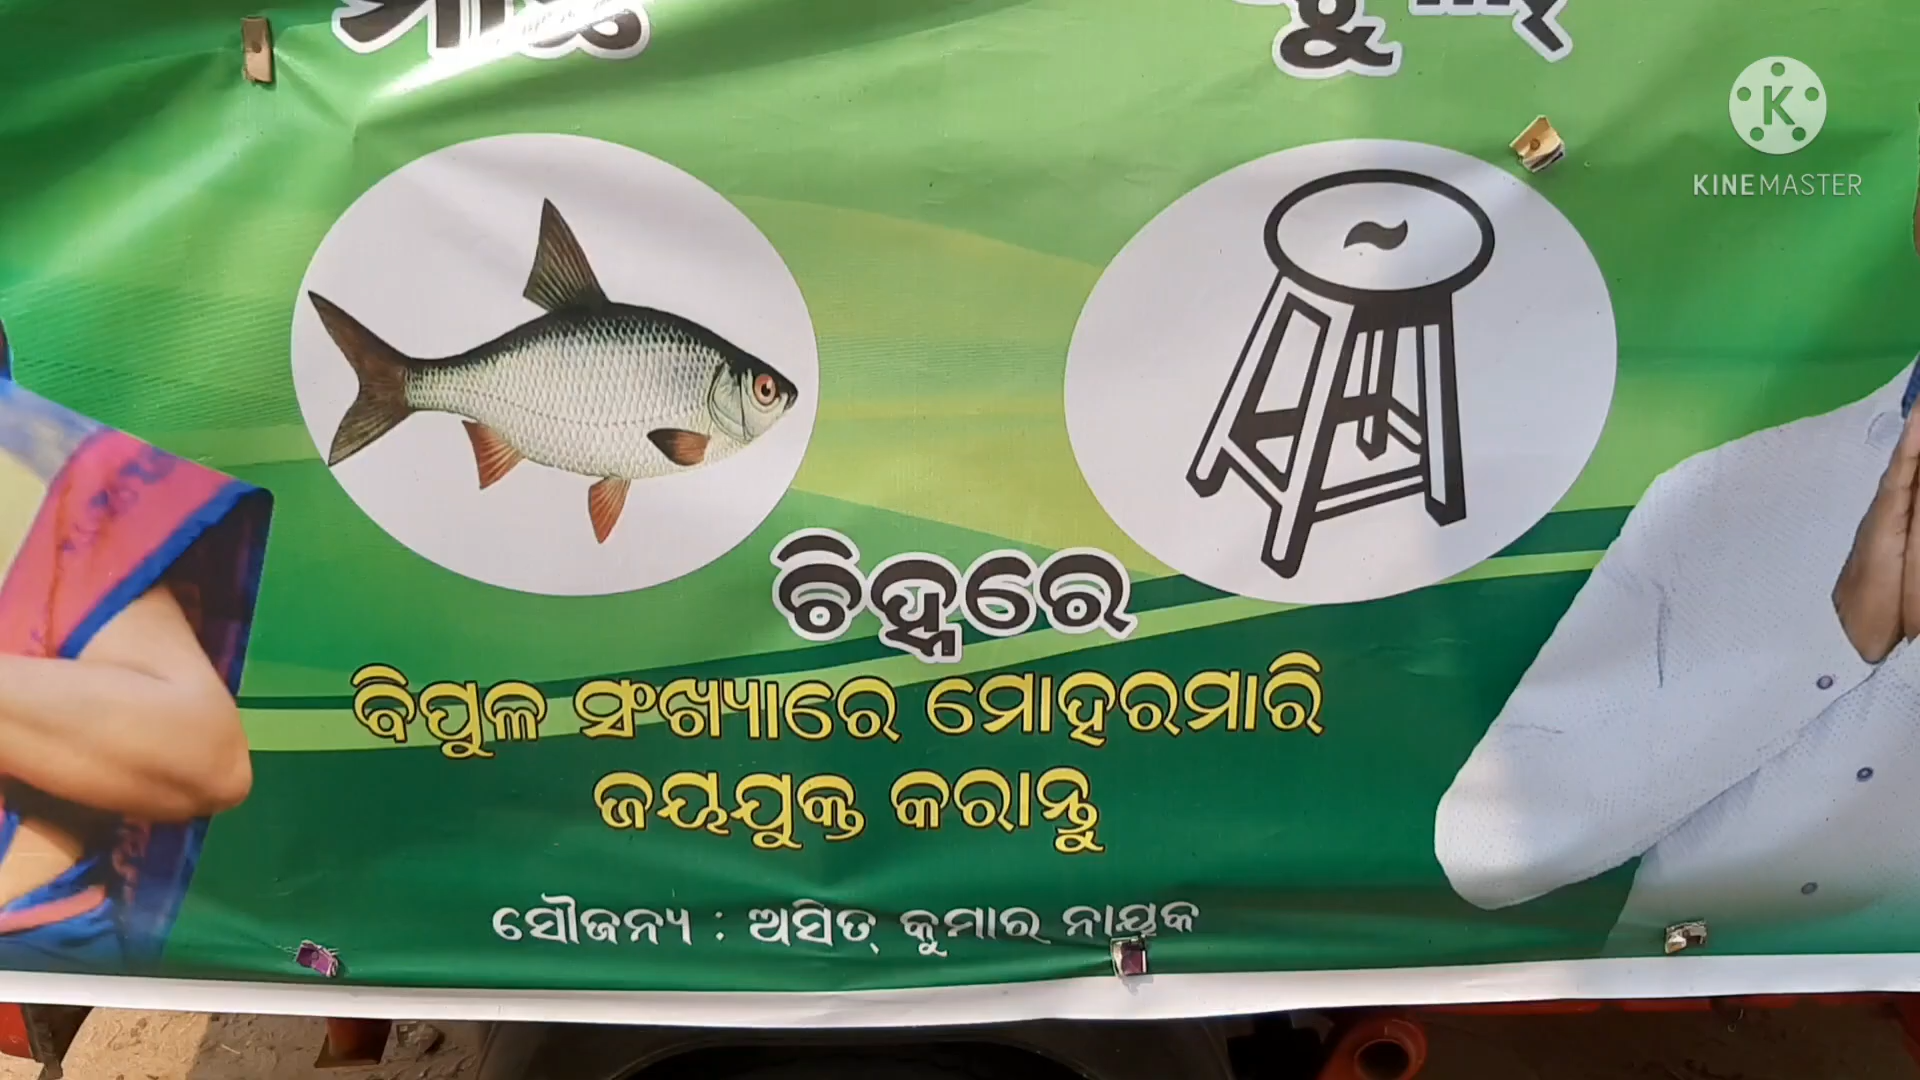 KINEMASTER
ଚିହ୍ନରେ
ବିପୁଳ ସଂଖ୍ୟାରେ ମୋହରମାରି
ଜୟଯୁକ୍ତ କରାନ୍ତୁ
ସୌଜନ୍ୟ : ଅସିତ୍ କୁମାର ନାୟକ